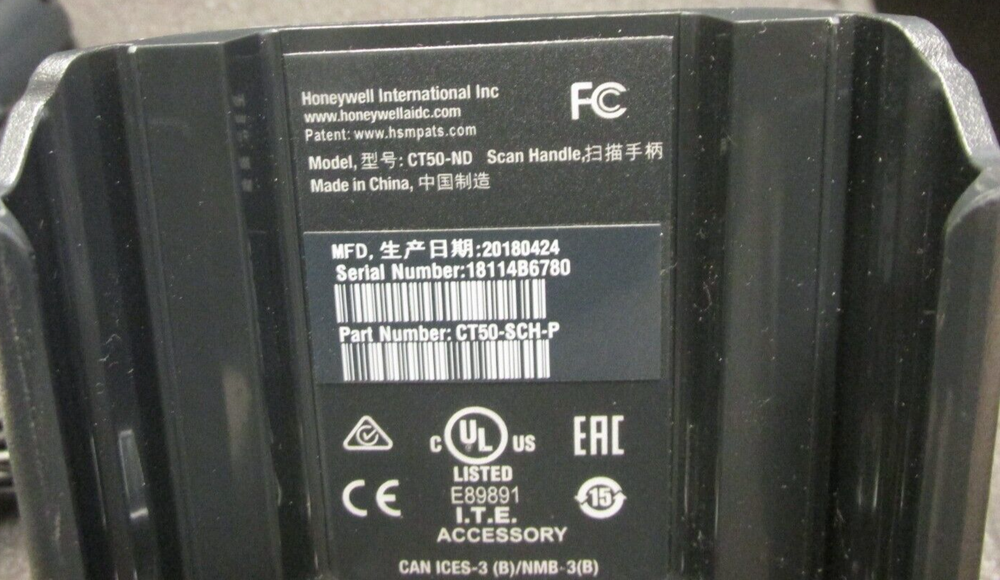 Honeywell International Inc
www.honeywellaidc.com
Patent: www.hsmpats.com
FC
Model, 型号: CT50-ND Scan Handle,扫描手柄
Made in China, 中国制造
MFD, 生产日期:20180424
Serial Number:18114B6780
Part Number: CT50-SCH-P
C UL US
LISTED
E89891
I.T.E.
ACCESSORY
EAC
CE
15
CAN ICES-3 (B)/NMB-3(B)